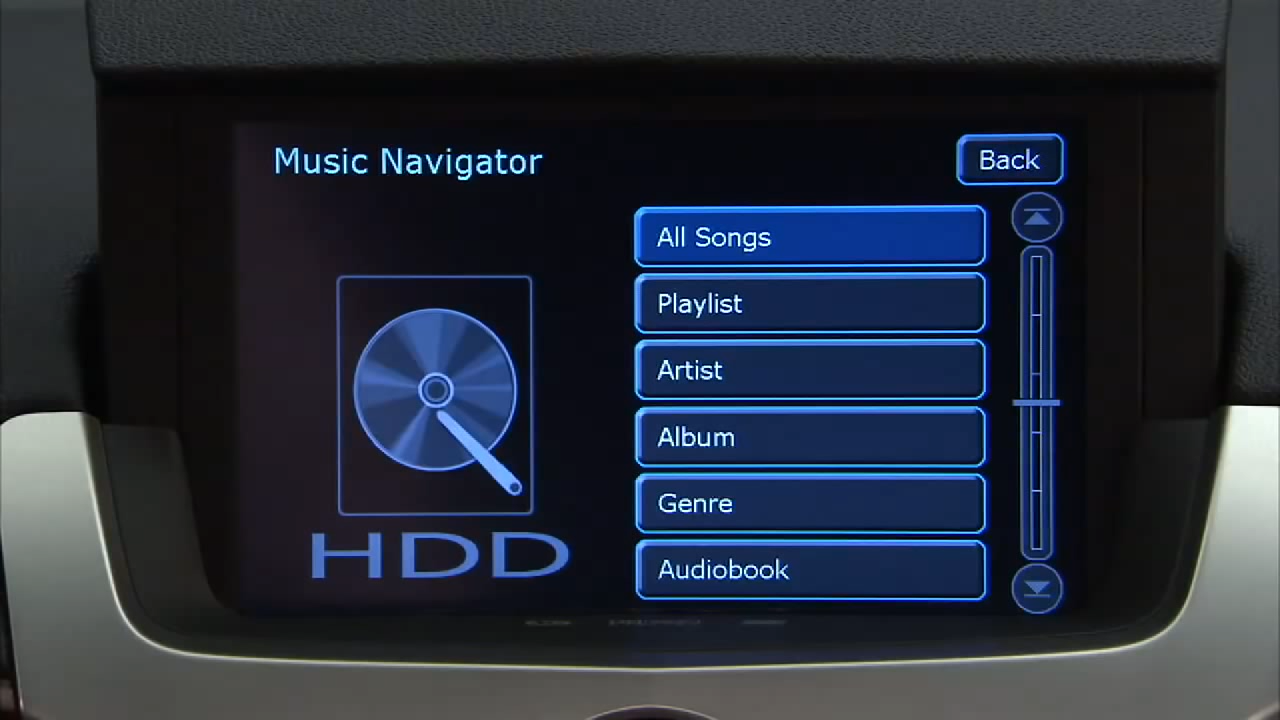 Music Navigator
Back
All Songs
Playlist
Artist
Album
Genre
Audiobook
HDD